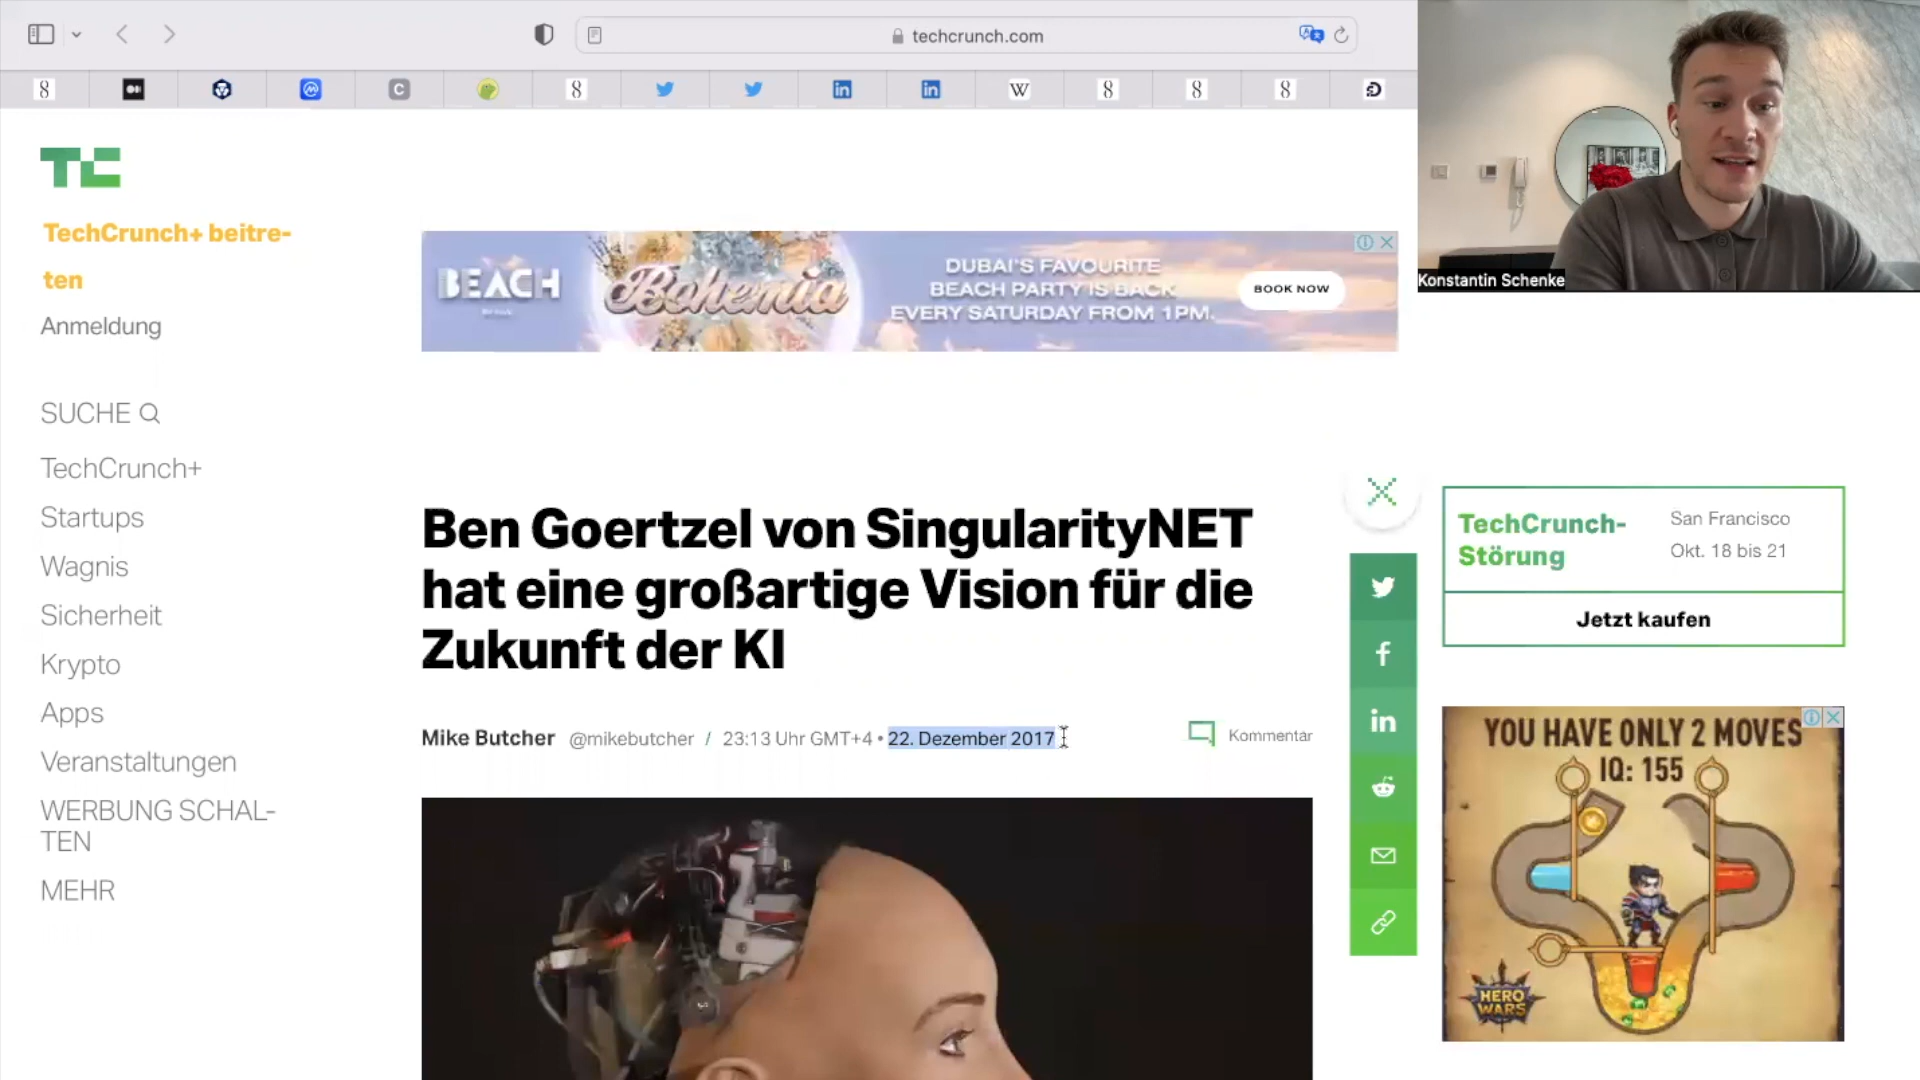 techcrunch.com
TC
TechCrunch+ beitre-
ten
Anmeldung
SUCHE
TechCrunch+
Startups
Wagnis
Sicherheit
Krypto
Apps
Veranstaltungen
WERBUNG SCHAL-
TEN
MEHR
BEACH
Bohemia
DUBAI'S FAVOURITE
BEACH PARTY IS BACK
EVERY SATURDAY FROM 1PM.
BOOK NOW
Konstantin Schenke
Ben Goertzel von SingularityNET
hat eine großartige Vision für die
Zukunft der KI
Mike Butcher @mikebutcher / 23:13 Uhr GMT+4 • 22. Dezember 2017
Kommentar
TechCrunch-
Störung
San Francisco
Okt. 18 bis 21
Jetzt kaufen
YOU HAVE ONLY 2 MOVES
IQ: 155
HERO
WARS